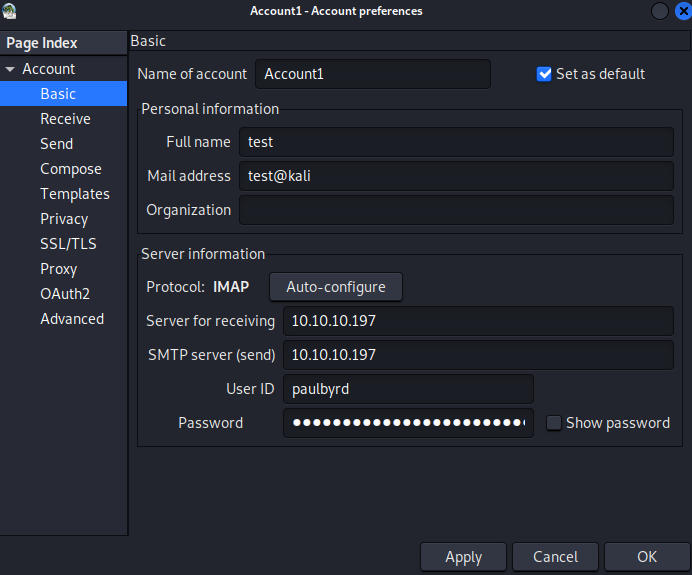 Account1 - Account preferences
Page Index
Account
Basic
Receive
Send
Compose
Templates
Privacy
SSL/TLS
Proxy
OAuth2
Advanced
Basic
Name of account Account1 Set as default
Personal information
Full name test
Mail address test@kali
Organization
Server information
Protocol: IMAP Auto-configure
Server for receiving 10.10.10.197
SMTP server (send) 10.10.10.197
User ID paulbyrd
Password ●●●●●●●●●●●●●●●●●●●●●●●● Show password
Apply Cancel OK